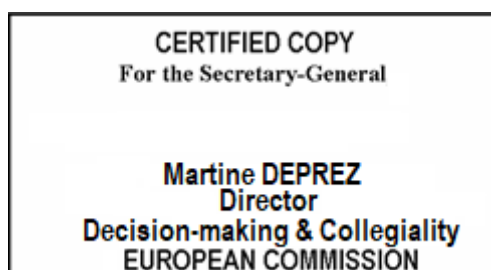 CERTIFIED COPY
For the Secretary-General
Martine DEPREZ
Director
Decision-making & Collegiality
EUROPEAN COMMISSION